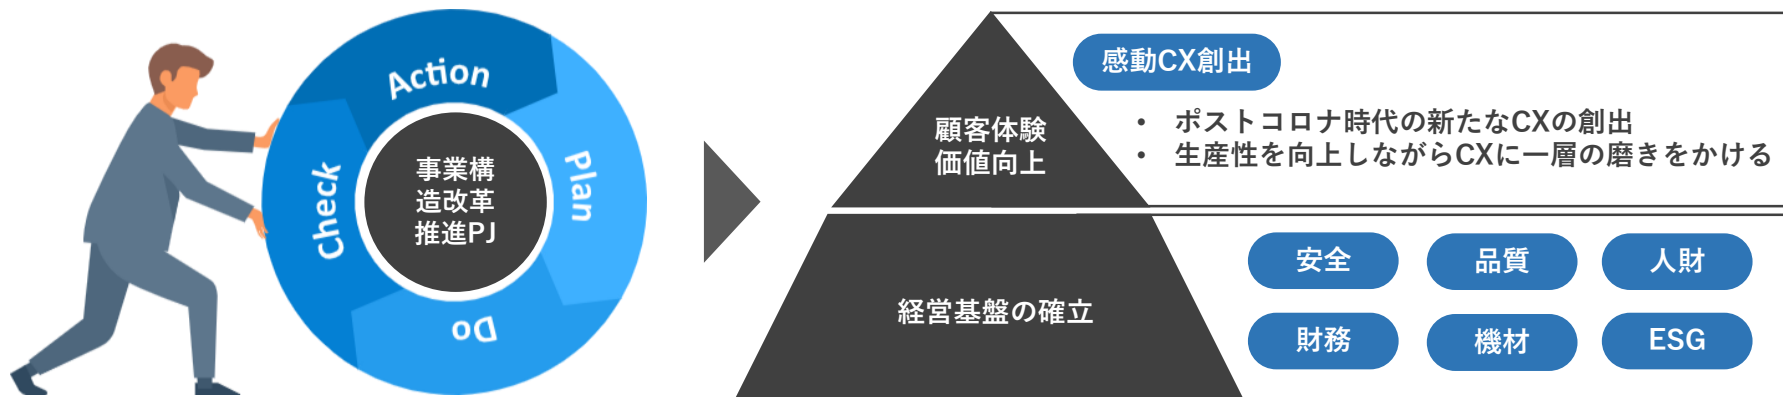 Action
Plan
Do
Check
事業構
造改革
推進PJ
顧客体験
価値向上
感動CX創出
• ポストコロナ時代の新たなCXの創出
• 生産性を向上しながらCXに一層の磨きをかける
経営基盤の確立
安全
品質
人財
財務
機材
ESG